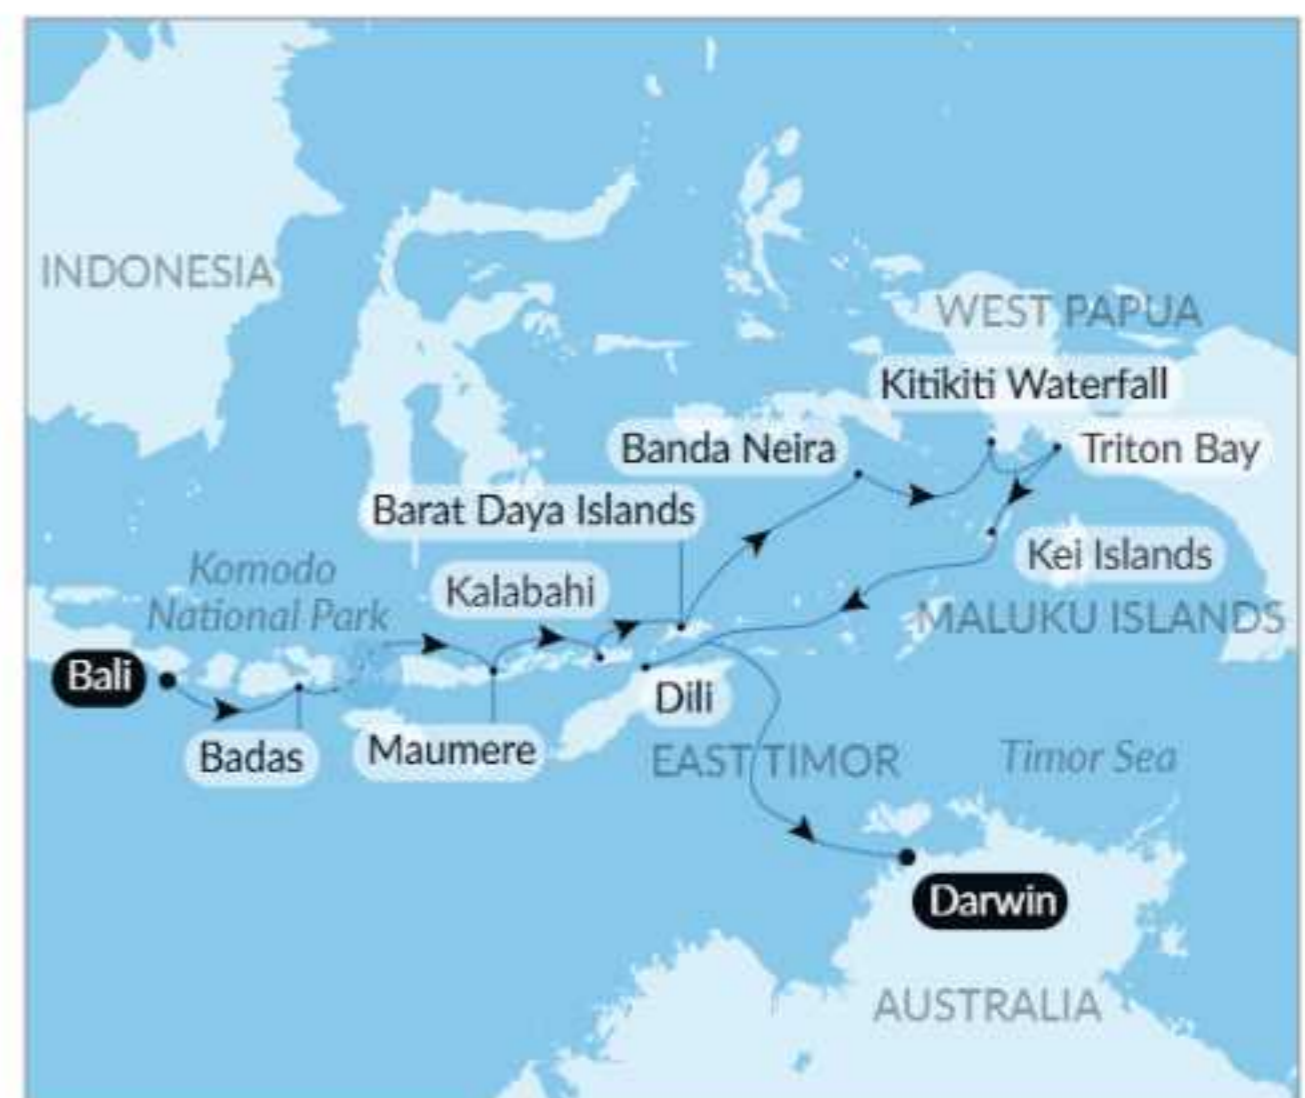 INDONESIA
WEST PAPUA
Kitikiti Waterfall
Banda Neira
Triton Bay
Barat Daya Islands
Kei Islands
Komodo
National Park
Kalabahi
MALUKU ISLANDS
Bali
Dili
Badas
Maumere
EAST TIMOR
Timor Sea
Darwin
AUSTRALIA